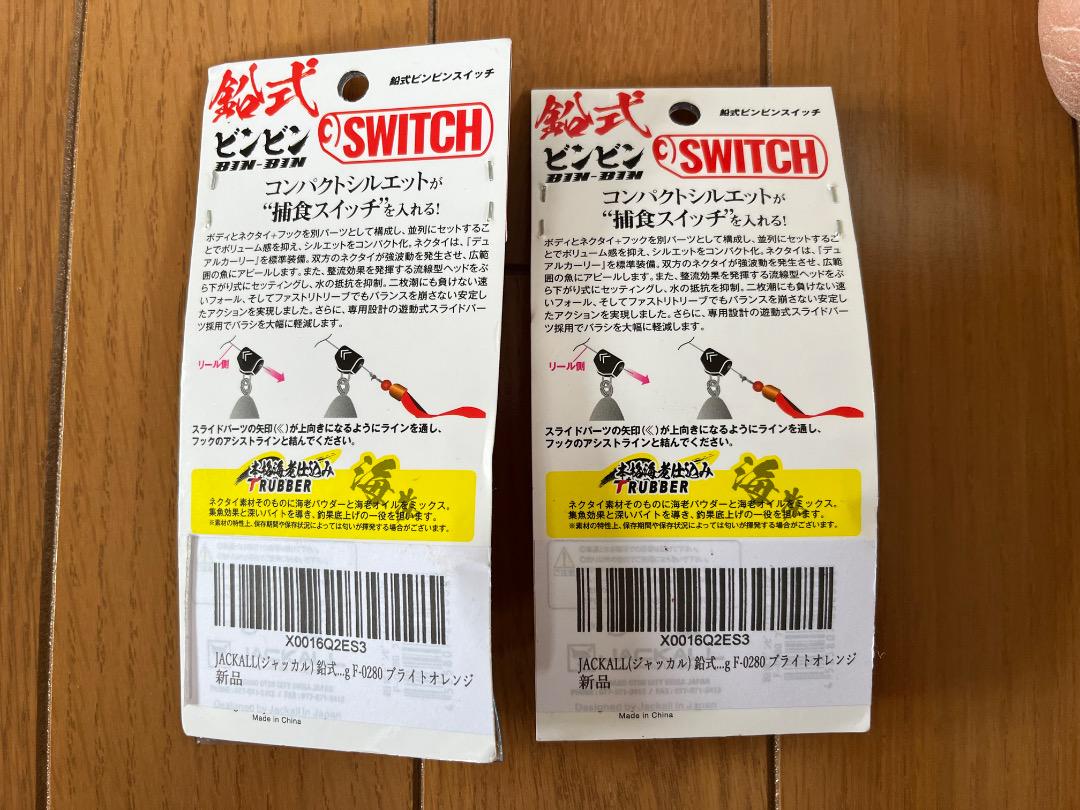 鉛式
鉛式ビンビンスイッチ
ビンビン
BIN-BIN
SWITCH
コンパクトシルエットが
“捕食スイッチ”を入れる!
ボディとネクタイ+フックを別パーツとして構成し、並列にセットするこ
とでボリューム感を抑え、シルエットをコンパクト化。ネクタイは、「デュ
アルカーリー」を標準装備。双方のネクタイが強波動を発生させ、広範
囲の魚にアピールします。また、整流効果を発揮する流線型ヘッドをぶ
ら下がり式にセッティングし、水の抵抗を抑制。二枚潮にも負けない速
いフォール、そしてファストリトリーブでもバランスを崩さない安定し
たアクションを実現しました。さらに、専用設計の遊動式スライドパー
ツ採用でバラシを大幅に軽減します。
リール側
スライドパーツの矢印(≪)が上向きになるようにラインを通し、
フックのアシストラインと結んでください。
本格海老仕込み
T RUBBER
海老
ネクタイ素材そのものに海老パウダーと海老オイルをミックス。
集魚効果と深いバイトを導き、釣果底上げの一役を担います。
※素材の特性上、保存期間や保存状況によっては匂いが揮発する場合がございます。
X0016Q2ES3
JACKALL(ジャッカル) 鉛式...g F-0280 ブライトオレンジ
新品
Designed by Jackall in Japan
Made in China
鉛式
鉛式ビンビンスイッチ
ビンビン
BIN-BIN
SWITCH
コンパクトシルエットが
“捕食スイッチ”を入れる!
ボディとネクタイ+フックを別パーツとして構成し、並列にセットするこ
とでボリューム感を抑え、シルエットをコンパクト化。ネクタイは、「デュ
アルカーリー」を標準装備。双方のネクタイが強波動を発生させ、広範
囲の魚にアピールします。また、整流効果を発揮する流線型ヘッドをぶ
ら下がり式にセッティングし、水の抵抗を抑制。二枚潮にも負けない速
いフォール、そしてファストリトリーブでもバランスを崩さない安定し
たアクションを実現しました。さらに、専用設計の遊動式スライドパー
ツ採用でバラシを大幅に軽減します。
リール側
スライドパーツの矢印(≪)が上向きになるようにラインを通し、
フックのアシストラインと結んでください。
本格海老仕込み
T RUBBER
海老
ネクタイ素材そのものに海老パウダーと海老オイルをミックス。
集魚効果と深いバイトを導き、釣果底上げの一役を担います。
※素材の特性上、保存期間や保存状況によっては匂いが揮発する場合がございます。
X0016Q2ES3
JACKALL(ジャッカル) 鉛式...g F-0280 ブライトオレンジ
新品
Designed by Jackall in Japan
Made in China